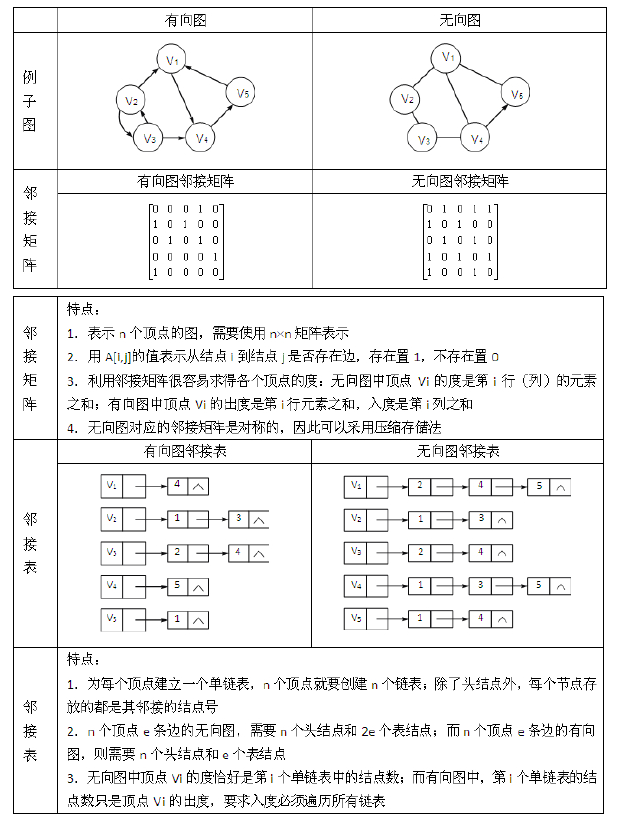 有向图 无向图
例子图
V1 V2 V3 V4 V5
V1 V2 V3 V4 V5
邻接矩阵
有向图邻接矩阵 无向图邻接矩阵
0 0 0 1 0 0 1 0 1 1
1 0 1 0 0 1 0 1 0 0
0 1 0 1 0 0 1 0 1 0
0 0 0 0 1 1 0 1 0 1
1 0 0 0 0 1 0 0 1 0
邻接矩阵
特点：
1. 表示 n 个顶点的图，需要使用 n×n 矩阵表示
2. 用 A[i,j]的值表示从结点 i 到结点 j 是否存在边，存在置 1，不存在置 0
3. 利用邻接矩阵很容易求得各个顶点的度：无向图中顶点 Vi 的度是第 i 行（列）的元素
之和；有向图中顶点 Vi 的出度是第 i 行元素之和，入度是第 i 列之和
4. 无向图对应的邻接矩阵是对称的，因此可以采用压缩存储法
邻接表
有向图邻接表 无向图邻接表
V1 4 ∧ V1 2 4 5 ∧
V2 1 3 ∧ V2 1 3 ∧
V3 2 4 ∧ V3 2 4 ∧
V4 5 ∧ V4 1 3 5 ∧
V5 1 ∧ V5 1 4 ∧
邻接表
特点：
1. 为每个顶点建立一个单链表，n 个顶点就要创建 n 个链表；除了头结点外，每个节点存
放的都是其邻接的结点号
2. n 个顶点 e 条边的无向图，需要 n 个头结点和 2e 个表结点；而 n 个顶点 e 条边的有向
图，则需要 n 个头结点和 e 个表结点
3. 无向图中顶点 Vi 的度恰好是第 i 个单链表中的结点数；而有向图中，第 i 个单链表的结
点数只是顶点 Vi 的出度，要求入度必须遍历所有链表